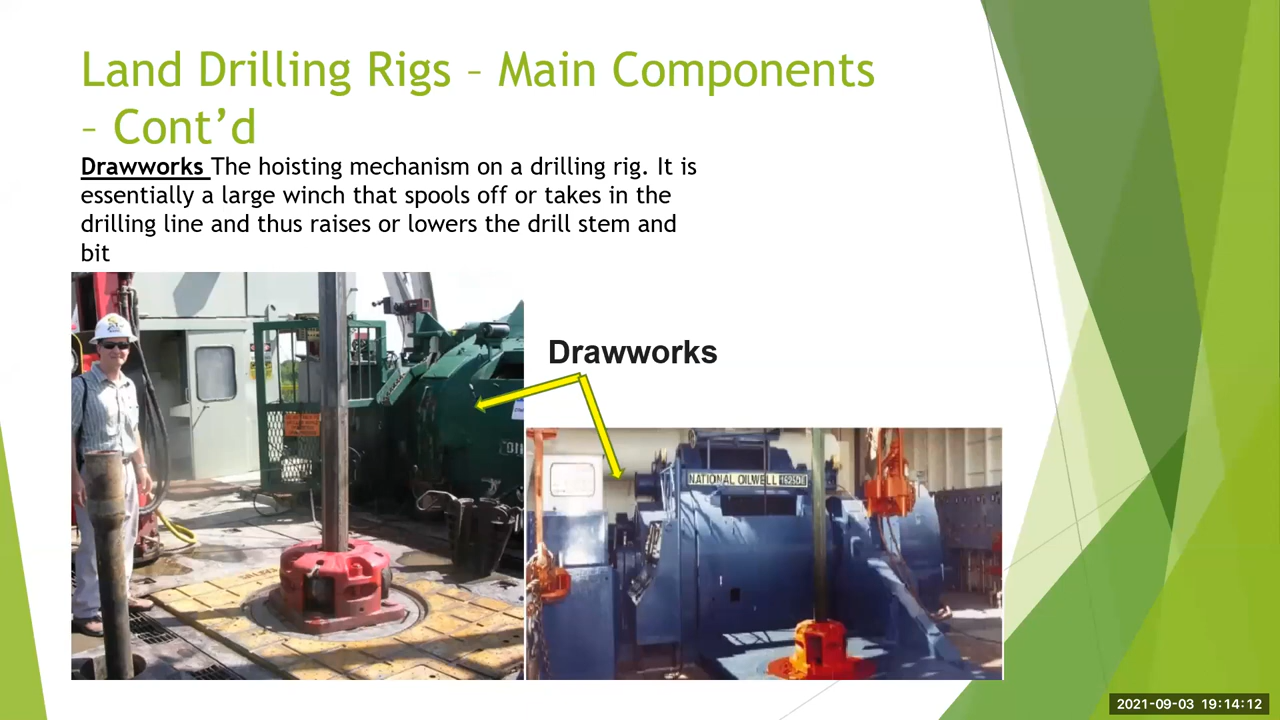 Land Drilling Rigs – Main Components
– Cont’d
Drawworks The hoisting mechanism on a drilling rig. It is
essentially a large winch that spools off or takes in the
drilling line and thus raises or lowers the drill stem and
bit
Drawworks
NATIONAL OILWELL 1625DE
2021-09-03 19:14:12